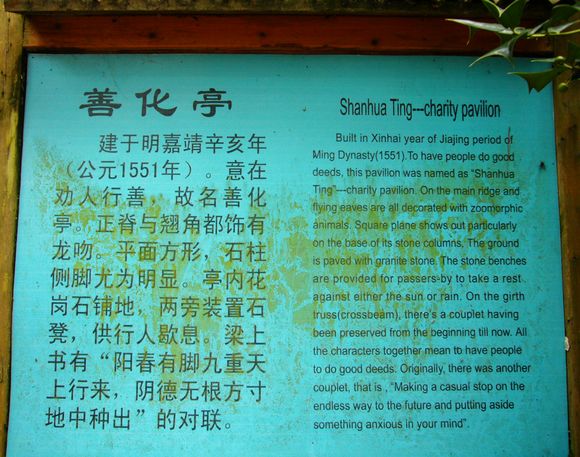 善化亭
建于明嘉靖辛亥年
（公元1551年）。意在
劝人行善，故名善化
亭。正脊与翘角都饰有
龙吻。平面方形，石柱
侧脚尤为明显。亭内花
岗石铺地，两旁装置石
凳，供行人歇息。梁上
书有“阳春有脚九重天
上行来，阴德无根方寸
地中种出”的对联。
Shanhua Ting---charity pavilion
Built in Xinhai year of Jiajing period of
Ming Dynasty(1551).To have people do good
deeds, this pavilion was named as “Shanhua
Ting”---charity pavilion. On the main ridge and
flying eaves are all decorated with zoomorphic
animals. Square plane shows out particularly
on the base of its stone columns, The ground
is paved with granite stone. The stone benches
are provided for passers-by to take a rest
against either the sun or rain. On the girth
truss(crossbeam), there's a couplet having
been preserved from the beginning till now. All
the characters together mean to have people
to do good deeds. Originally, there was another
couplet, that is , “Making a casual stop on the
endless way to the future and putting aside
something anxious in your mind”.